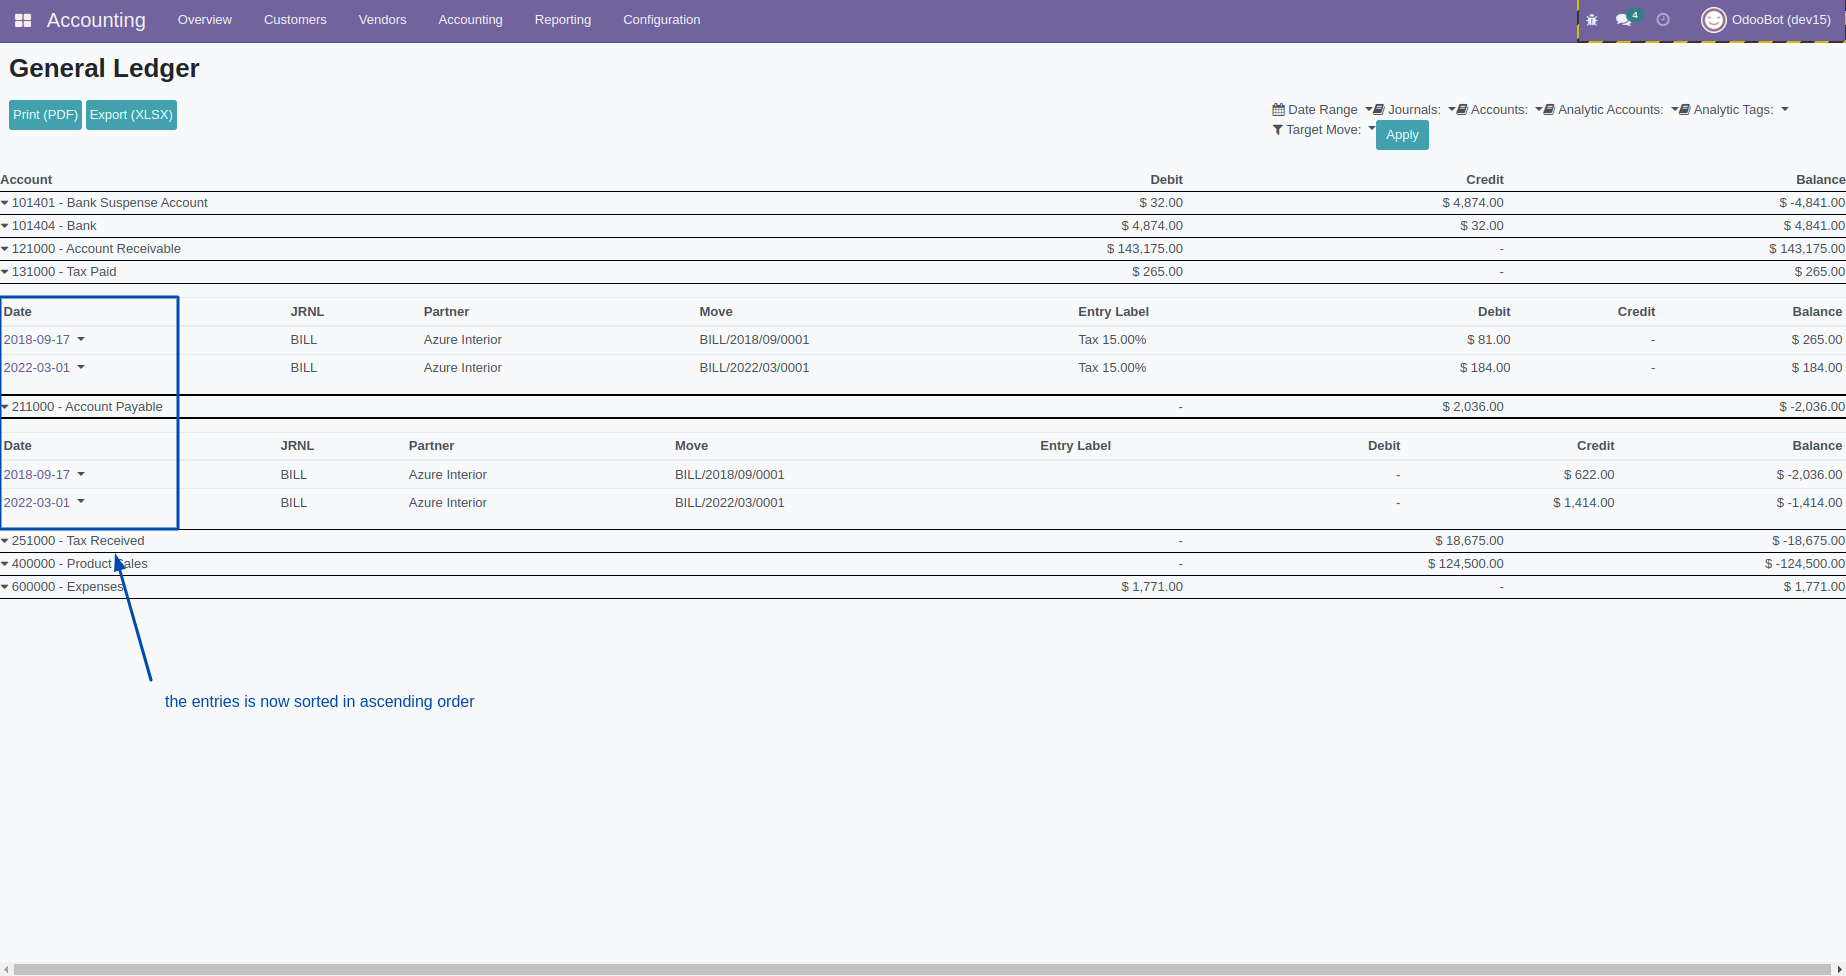 Accounting Overview Customers Vendors Accounting Reporting Configuration 4 OdooBot (dev15)
General Ledger
Print (PDF) Export (XLSX)
Date Range Journals: Accounts: Analytic Accounts: Analytic Tags:
Target Move: Apply
Account Debit Credit Balance
101401 - Bank Suspense Account $ 32.00 $ 4,874.00 $ -4,841.00
101404 - Bank $ 4,874.00 $ 32.00 $ 4,841.00
121000 - Account Receivable $ 143,175.00 - $ 143,175.00
131000 - Tax Paid $ 265.00 - $ 265.00
Date JRNL Partner Move Entry Label Debit Credit Balance
2018-09-17 BILL Azure Interior BILL/2018/09/0001 Tax 15.00% $ 81.00 - $ 265.00
2022-03-01 BILL Azure Interior BILL/2022/03/0001 Tax 15.00% $ 184.00 - $ 184.00
211000 - Account Payable - $ 2,036.00 $ -2,036.00
Date JRNL Partner Move Entry Label Debit Credit Balance
2018-09-17 BILL Azure Interior BILL/2018/09/0001 - $ 622.00 $ -2,036.00
2022-03-01 BILL Azure Interior BILL/2022/03/0001 - $ 1,414.00 $ -1,414.00
251000 - Tax Received - $ 18,675.00 $ -18,675.00
400000 - Product Sales - $ 124,500.00 $ -124,500.00
600000 - Expenses $ 1,771.00 - $ 1,771.00
the entries is now sorted in ascending order